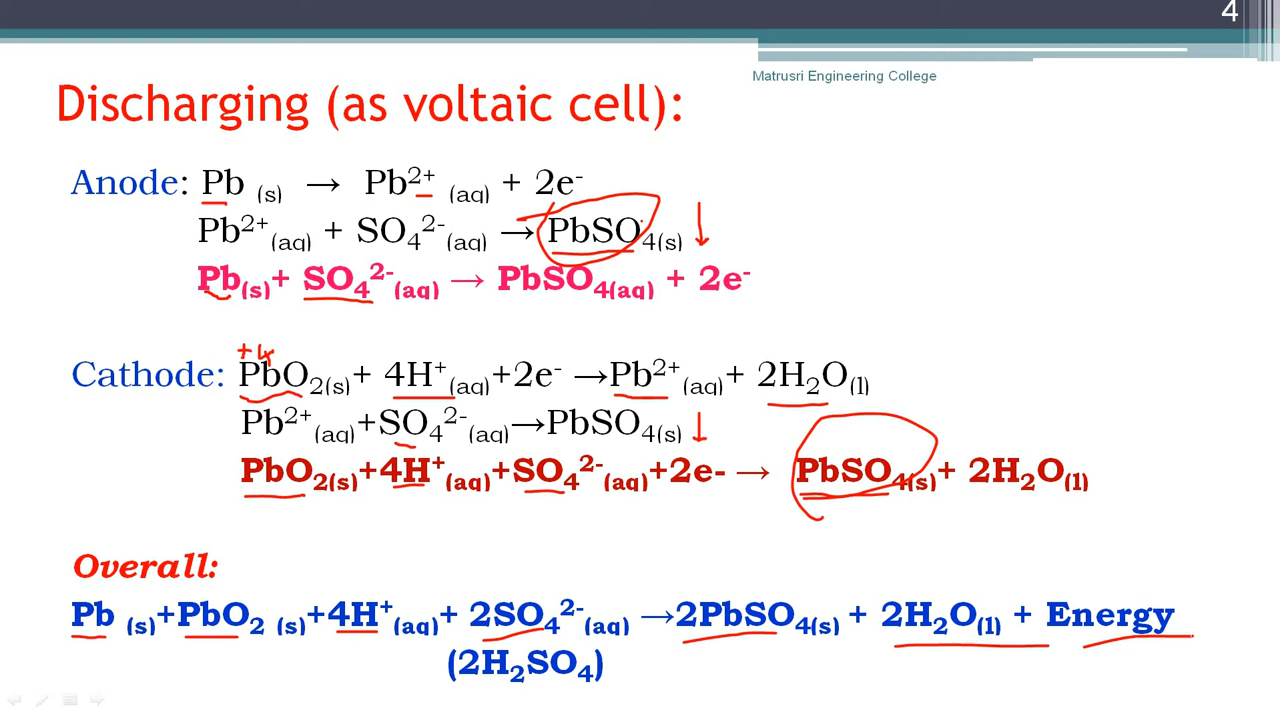 4
Matrusri Engineering College
Discharging (as voltaic cell):
Anode: Pb (s) → Pb²⁺ (aq) + 2e⁻
Pb²⁺(aq) + SO₄²⁻(aq) → PbSO₄(s) ↓
Pb(s)+ SO₄²⁻(aq) → PbSO₄(aq) + 2e⁻
+4
Cathode: PbO₂(s)+ 4H⁺(aq)+2e⁻ →Pb²⁺(aq)+ 2H₂O(l)
Pb²⁺(aq)+SO₄²⁻(aq)→PbSO₄(s) ↓
PbO₂(s)+4H⁺(aq)+SO₄²⁻(aq)+2e- → PbSO₄(s)+ 2H₂O(l)
Overall:
Pb (s)+PbO₂ (s)+4H⁺(aq)+ 2SO₄²⁻(aq) →2PbSO₄(s) + 2H₂O(l) + Energy
(2H₂SO₄)